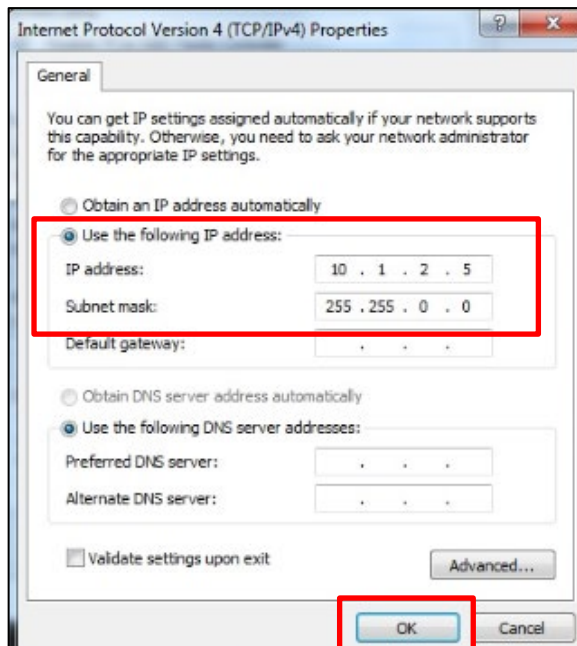 Internet Protocol Version 4 (TCP/IPv4) Properties
General
You can get IP settings assigned automatically if your network supports
this capability. Otherwise, you need to ask your network administrator
for the appropriate IP settings.
Obtain an IP address automatically
Use the following IP address:
IP address: 10 . 1 . 2 . 5
Subnet mask: 255 . 255 . 0 . 0
Default gateway: . . .
Obtain DNS server address automatically
Use the following DNS server addresses:
Preferred DNS server: . . .
Alternate DNS server: . . .
Validate settings upon exit
Advanced...
OK Cancel